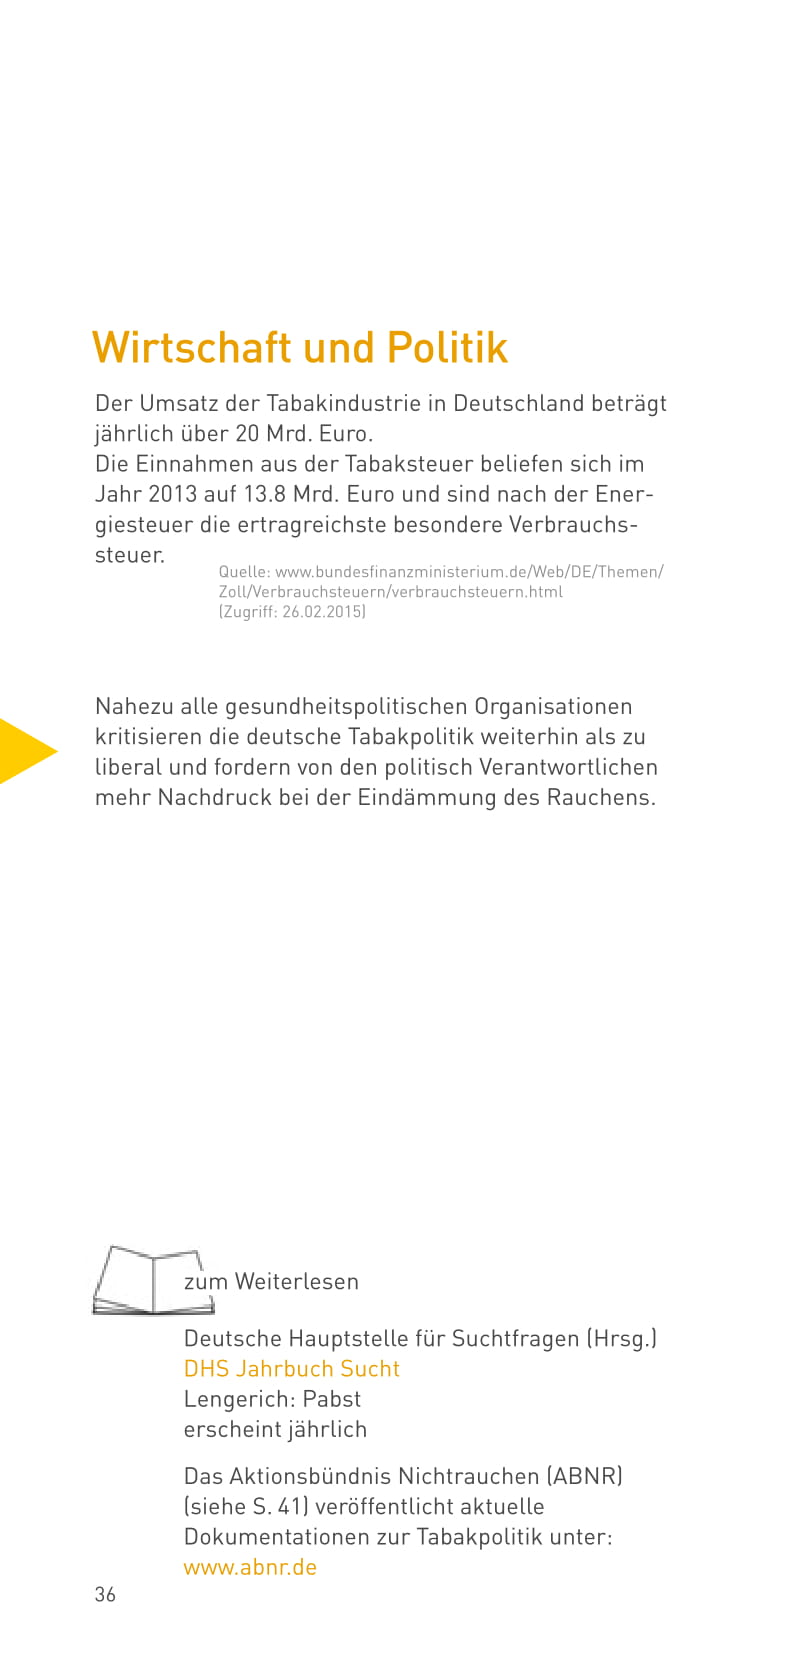 Wirtschaft und Politik
Der Umsatz der Tabakindustrie in Deutschland beträgt
jährlich über 20 Mrd. Euro.
Die Einnahmen aus der Tabaksteuer beliefen sich im
Jahr 2013 auf 13.8 Mrd. Euro und sind nach der Ener-
giesteuer die ertragreichste besondere Verbrauchs-
steuer.
Quelle: www.bundesfinanzministerium.de/Web/DE/Themen/
Zoll/Verbrauchsteuern/verbrauchsteuern.html
(Zugriff: 26.02.2015)
Nahezu alle gesundheitspolitischen Organisationen
kritisieren die deutsche Tabakpolitik weiterhin als zu
liberal und fordern von den politisch Verantwortlichen
mehr Nachdruck bei der Eindämmung des Rauchens.
zum Weiterlesen
Deutsche Hauptstelle für Suchtfragen (Hrsg.)
DHS Jahrbuch Sucht
Lengerich: Pabst
erscheint jährlich
Das Aktionsbündnis Nichtrauchen (ABNR)
(siehe S. 41) veröffentlicht aktuelle
Dokumentationen zur Tabakpolitik unter:
www.abnr.de
36